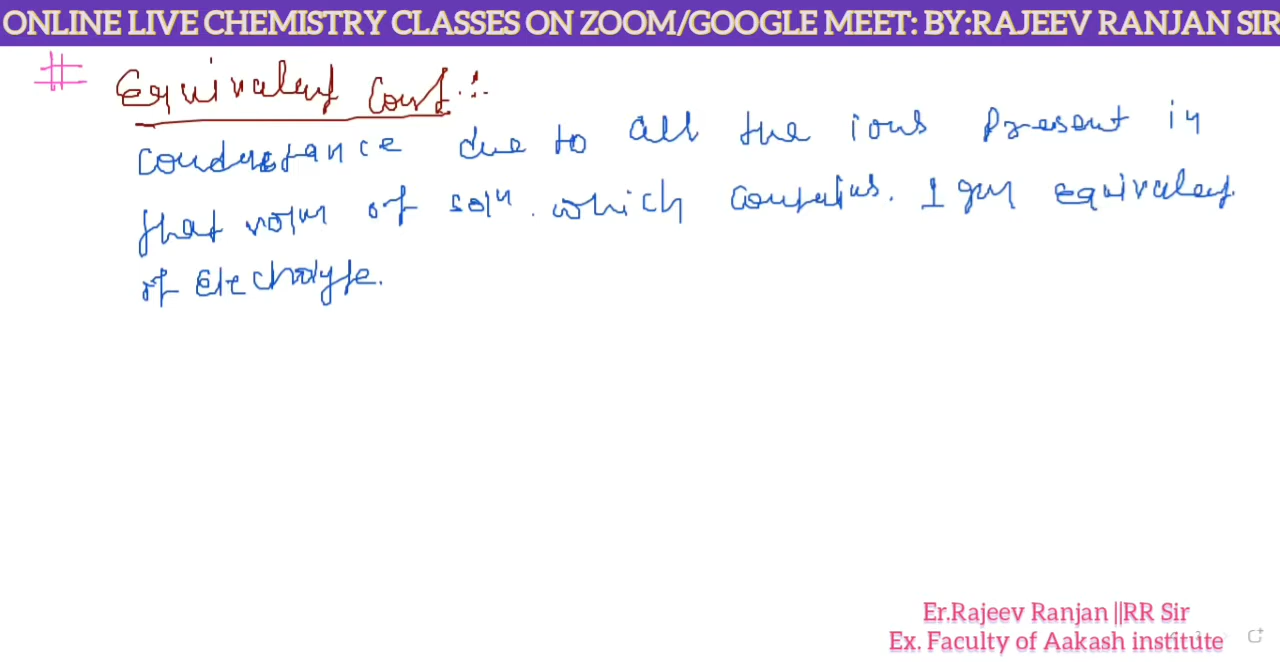 ONLINE LIVE CHEMISTRY CLASSES ON ZOOM/GOOGLE MEET: BY:RAJEEV RANJAN SIR
# Equivalent Cont :-
Conductance due to all the ions present in
that volm of soln. which contains. 1 gm equivalent
of Electrolyte.
Er.Rajeev Ranjan ||RR Sir
Ex. Faculty of Aakash institute